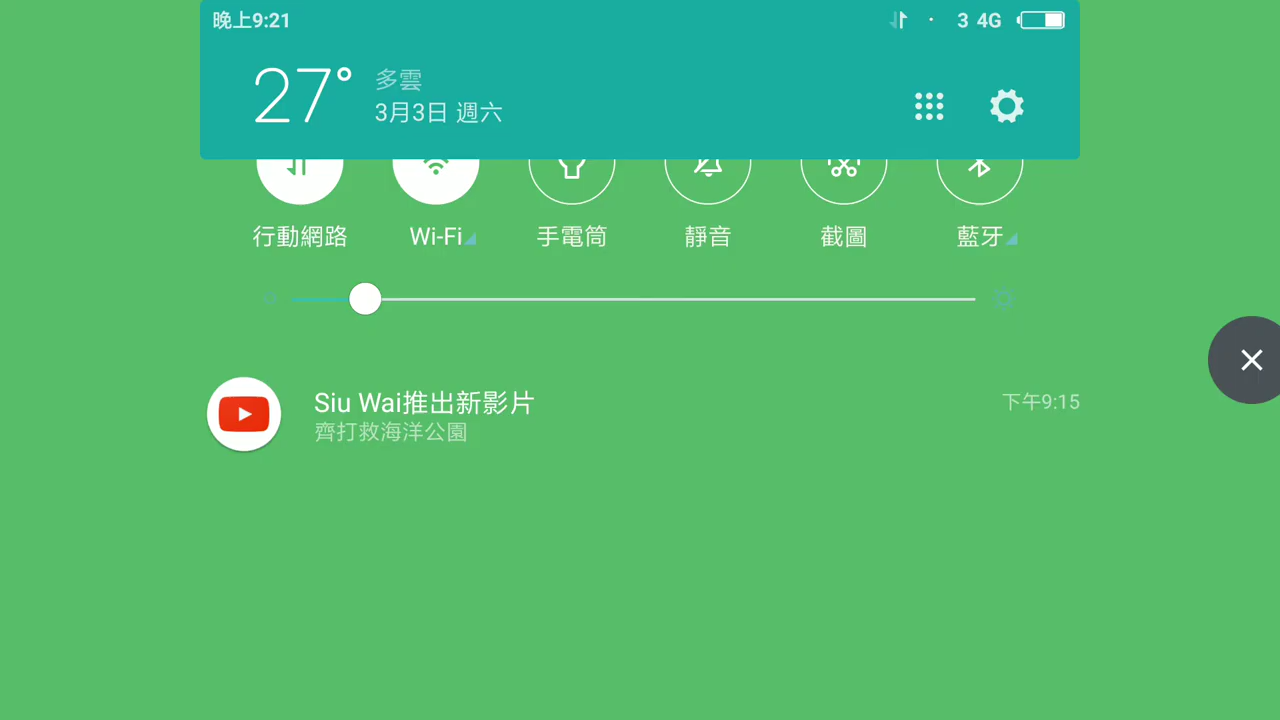 晚上9:21
3 4G
27°
多雲
3月3日 週六
行動網路
Wi-Fi
手電筒
靜音
截圖
藍牙
Siu Wai推出新影片
下午9:15
齊打救海洋公園